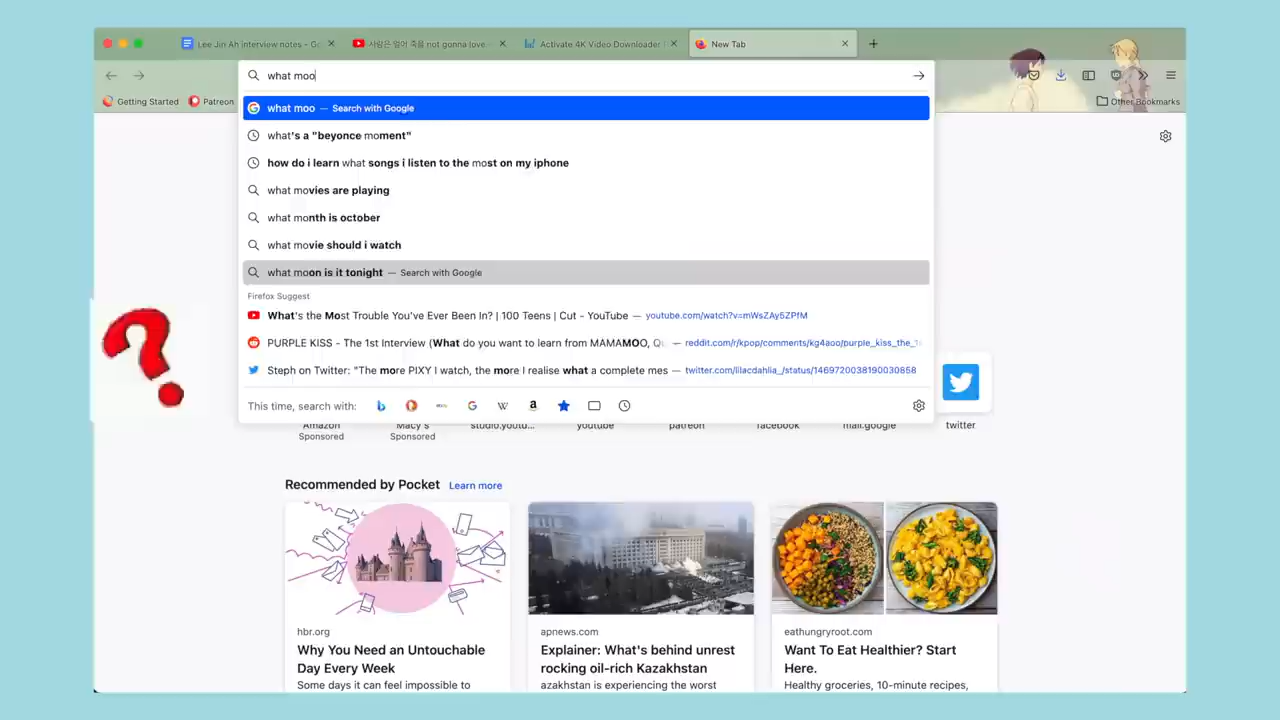 Lee Jin Ah interview notes - Go
사랑은 얼어 죽을 not gonna love
Activate 4K Video Downloader
New Tab
what moo
Getting Started
Patreon
Other Bookmarks
what moo — Search with Google
what's a "beyonce moment"
how do i learn what songs i listen to the most on my iphone
what movies are playing
what month is october
what movie should i watch
what moon is it tonight — Search with Google
Firefox Suggest
What's the Most Trouble You've Ever Been In? | 100 Teens | Cut - YouTube — youtube.com/watch?v=mWsZAy5ZPfM
PURPLE KISS - The 1st Interview (What do you want to learn from MAMAMOO, Qu — reddit.com/r/kpop/comments/kg4aoo/purple_kiss_the_1s
Steph on Twitter: "The more PIXY I watch, the more I realise what a complete mes — twitter.com/lilacdahlia_/status/1469720038190030858
This time, search with:
Amazon
Sponsored
Macy's
Sponsored
studio.youtu...
youtube
patreon
facebook
mail.google
twitter
Recommended by Pocket Learn more
hbr.org
Why You Need an Untouchable
Day Every Week
Some days it can feel impossible to
apnews.com
Explainer: What's behind unrest
rocking oil-rich Kazakhstan
azakhstan is experiencing the worst
eathungryroot.com
Want To Eat Healthier? Start
Here.
Healthy groceries, 10-minute recipes,